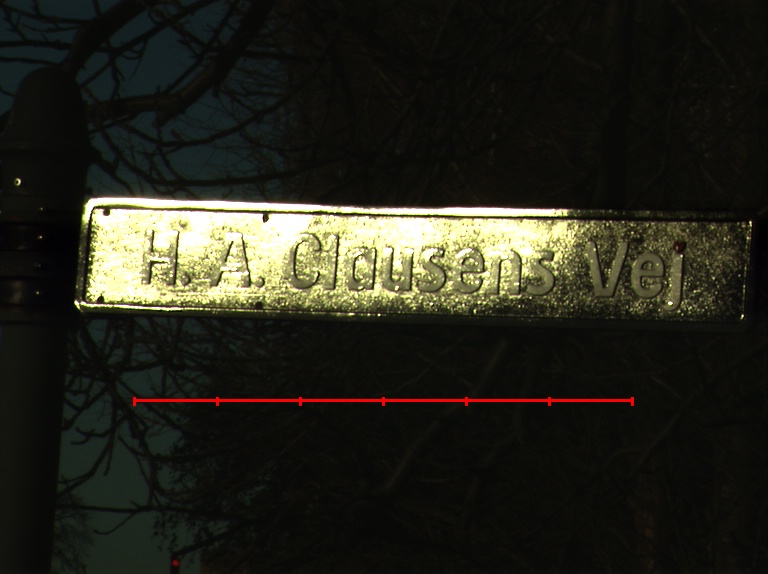 H. A. Clausens Vej